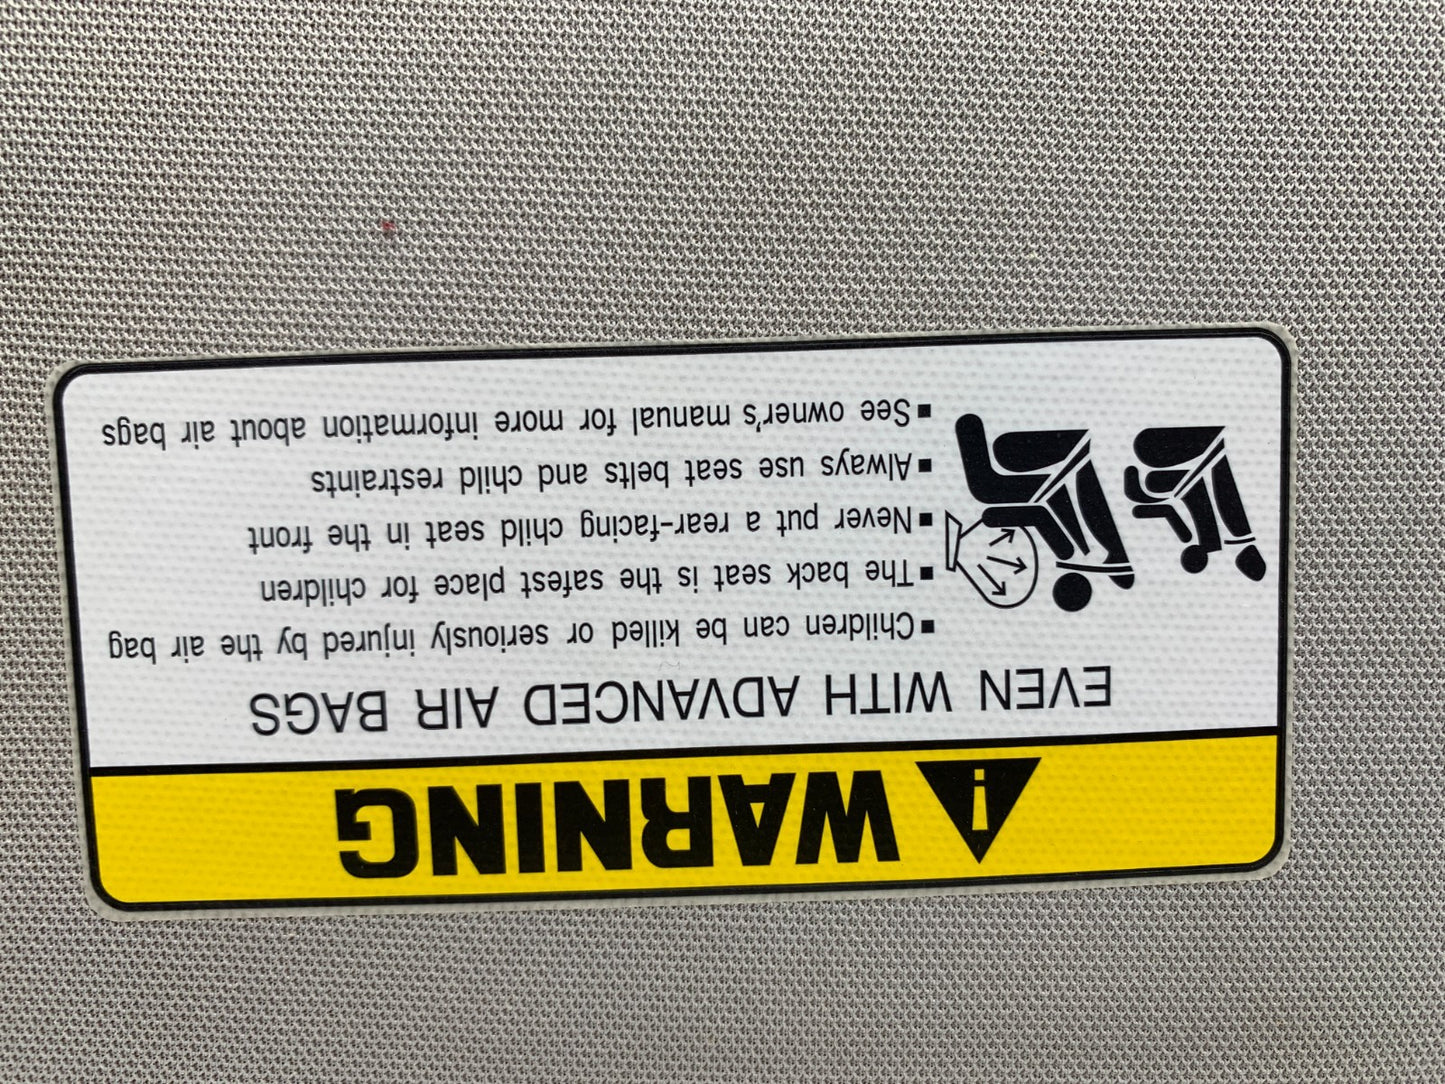 WARNING
EVEN WITH ADVANCED AIR BAGS
▪Children can be killed or seriously injured by the air bag
▪The back seat is the safest place for children
▪Never put a rear-facing child seat in the front
▪Always use seat belts and child restraints
▪See owner's manual for more information about air bags